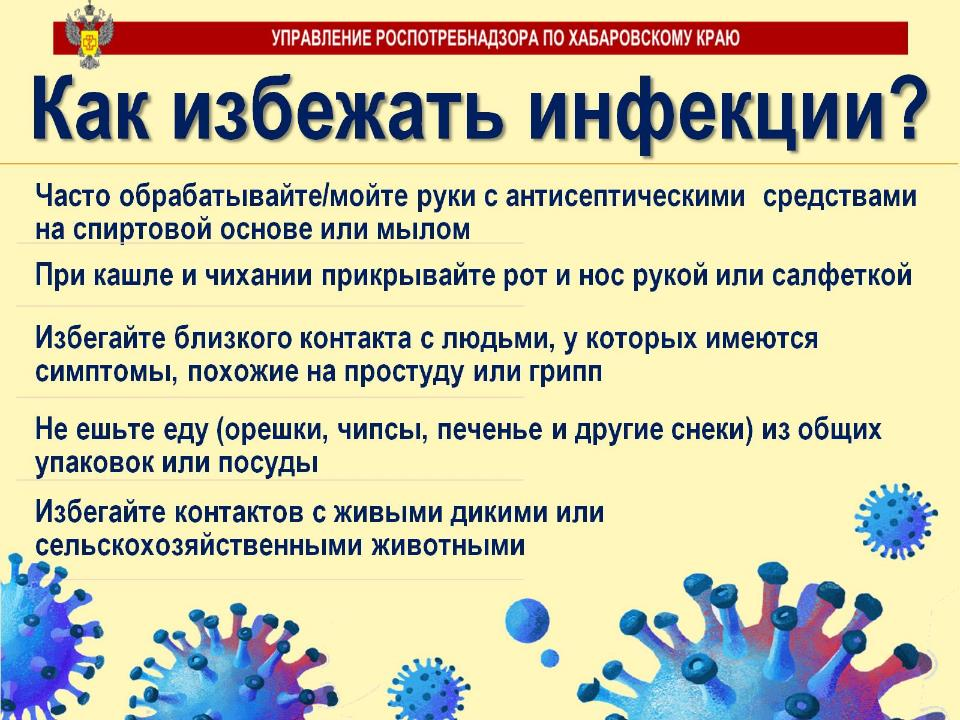 УПРАВЛЕНИЕ РОСПОТРЕБНАДЗОРА ПО ХАБАРОВСКОМУ КРАЮ
Как избежать инфекции?
Часто обрабатывайте/мойте руки с антисептическими средствами
на спиртовой основе или мылом
При кашле и чихании прикрывайте рот и нос рукой или салфеткой
Избегайте близкого контакта с людьми, у которых имеются
симптомы, похожие на простуду или грипп
Не ешьте еду (орешки, чипсы, печенье и другие снеки) из общих
упаковок или посуды
Избегайте контактов с живыми дикими или
сельскохозяйственными животными